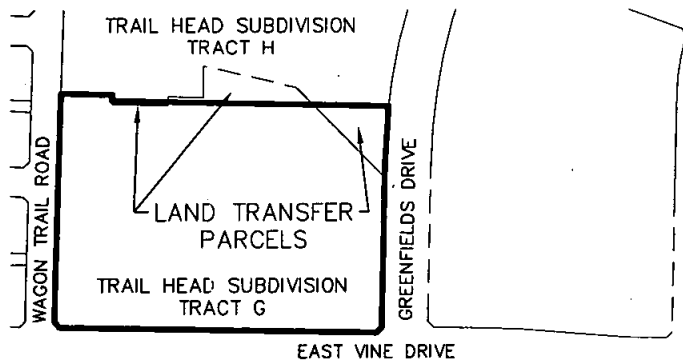 TRAIL HEAD SUBDIVISION
TRACT H
WAGON TRAIL ROAD
LAND TRANSFER
PARCELS
GREENFIELDS DRIVE
TRAIL HEAD SUBDIVISION
TRACT G
EAST VINE DRIVE